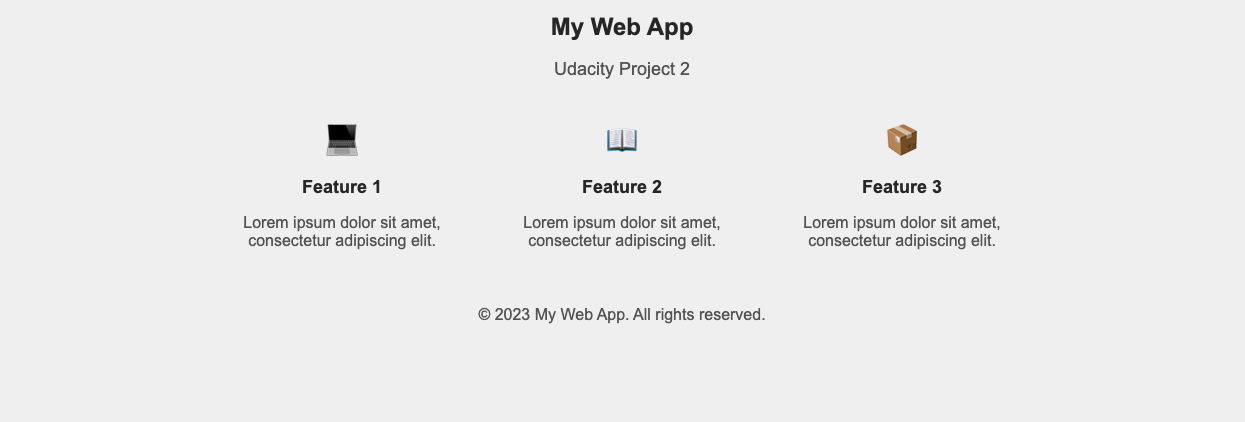 My Web App
Udacity Project 2
Feature 1
Lorem ipsum dolor sit amet,
consectetur adipiscing elit.
Feature 2
Lorem ipsum dolor sit amet,
consectetur adipiscing elit.
Feature 3
Lorem ipsum dolor sit amet,
consectetur adipiscing elit.
© 2023 My Web App. All rights reserved.